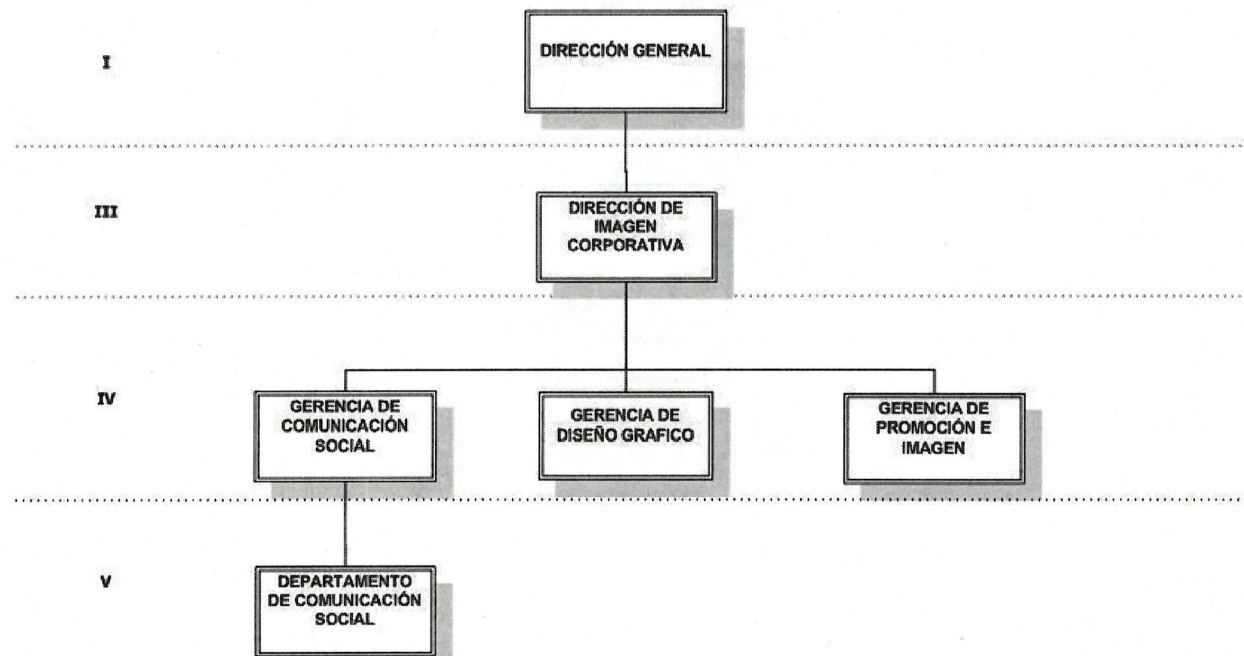 I
DIRECCIÓN GENERAL
III
DIRECCIÓN DE
IMAGEN
CORPORATIVA
IV
GERENCIA DE
COMUNICACIÓN
SOCIAL
GERENCIA DE
DISEÑO GRAFICO
GERENCIA DE
PROMOCIÓN E
IMAGEN
V
DEPARTAMENTO
DE COMUNICACIÓN
SOCIAL